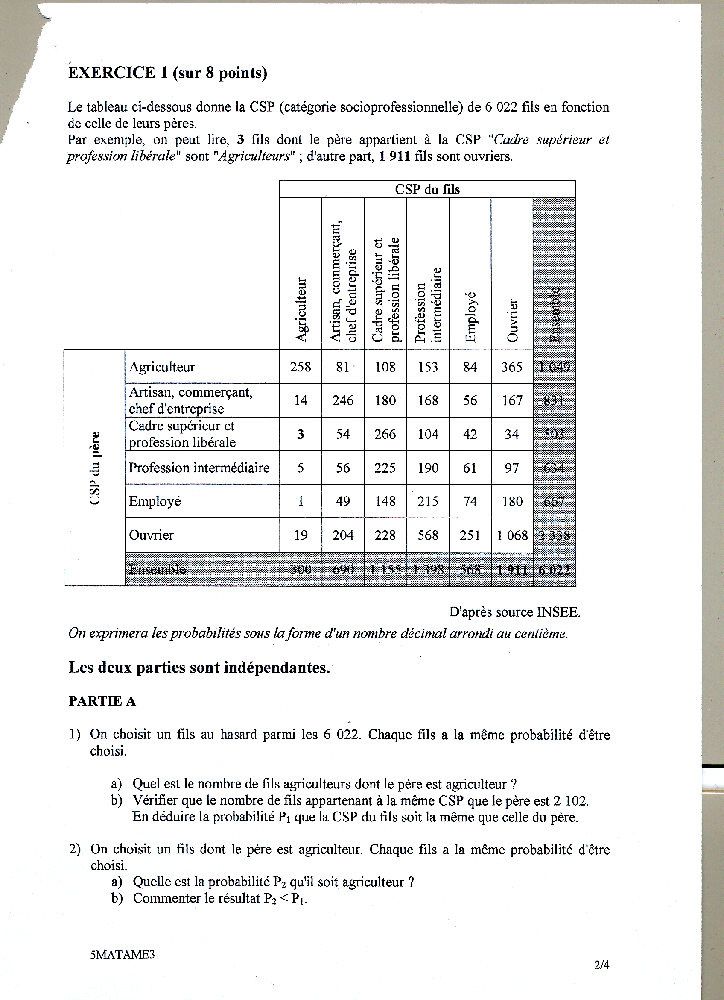 EXERCICE 1 (sur 8 points)
Le tableau ci-dessous donne la CSP (catégorie socioprofessionnelle) de 6 022 fils en fonction
de celle de leurs pères.
Par exemple, on peut lire, 3 fils dont le père appartient à la CSP "Cadre supérieur et
profession libérale" sont "Agriculteurs" ; d'autre part, 1 911 fils sont ouvriers.
CSP du fils
Agriculteur
Artisan, commerçant,
chef d'entreprise
Cadre supérieur et
profession libérale
Profession
intermédiaire
Employé
Ouvrier
Ensemble
CSP du père
Agriculteur 258 81 108 153 84 365 1 049
Artisan, commerçant,
chef d'entreprise 14 246 180 168 56 167 831
Cadre supérieur et
profession libérale 3 54 266 104 42 34 503
Profession intermédiaire 5 56 225 190 61 97 634
Employé 1 49 148 215 74 180 667
Ouvrier 19 204 228 568 251 1 068 2 338
Ensemble 300 690 1 155 1 398 568 1 911 6 022
D'après source INSEE.
On exprimera les probabilités sous la forme d'un nombre décimal arrondi au centième.
Les deux parties sont indépendantes.
PARTIE A
1) On choisit un fils au hasard parmi les 6 022. Chaque fils a la même probabilité d'être
choisi.
a) Quel est le nombre de fils agriculteurs dont le père est agriculteur ?
b) Vérifier que le nombre de fils appartenant à la même CSP que le père est 2 102.
En déduire la probabilité P1 que la CSP du fils soit la même que celle du père.
2) On choisit un fils dont le père est agriculteur. Chaque fils a la même probabilité d'être
choisi.
a) Quelle est la probabilité P2 qu'il soit agriculteur ?
b) Commenter le résultat P2 < P1.
5MATAME3
2/4